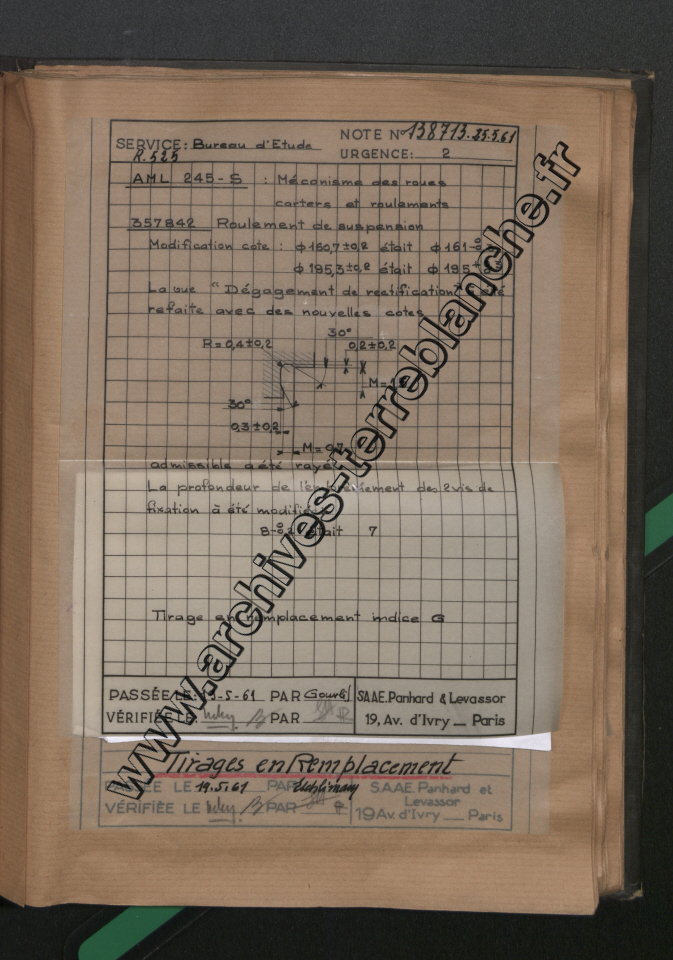 SERVICE: Bureau d'Etude
R.525
NOTE N° 138713. 25.5.61
URGENCE: 2
AML 245-S : Mécanisme des roues
carters et roulements
357842 Roulement de suspension
Modification cote : ϕ 160,7±0,2 était ϕ 161
ϕ 195,3±0,2 était ϕ 195
La vue "Dégagement de rectification"
refaite avec des nouvelles cotes
30°
R=0,4±0,2
0,2±0,2
M=
30°
0,3±0,2
M=0,7
admissible a été rayé
La profondeur de des 2 vis de
fixation à été
8 était 7
Tirage en remplacement indice G
PASSÉE LE: 19-5-61 PAR
SAAE. Panhard & Levassor
VÉRIFIÉE LE: PAR
19, Av. d'Ivry _ Paris
Tirages en Remplacement
PASSÉE LE 19.5.61 PAR
SAAE. Panhard et
Levassor
VÉRIFIÉE LE PAR
19 Av. d'Ivry _ Paris
www.archives-terreblanche.fr